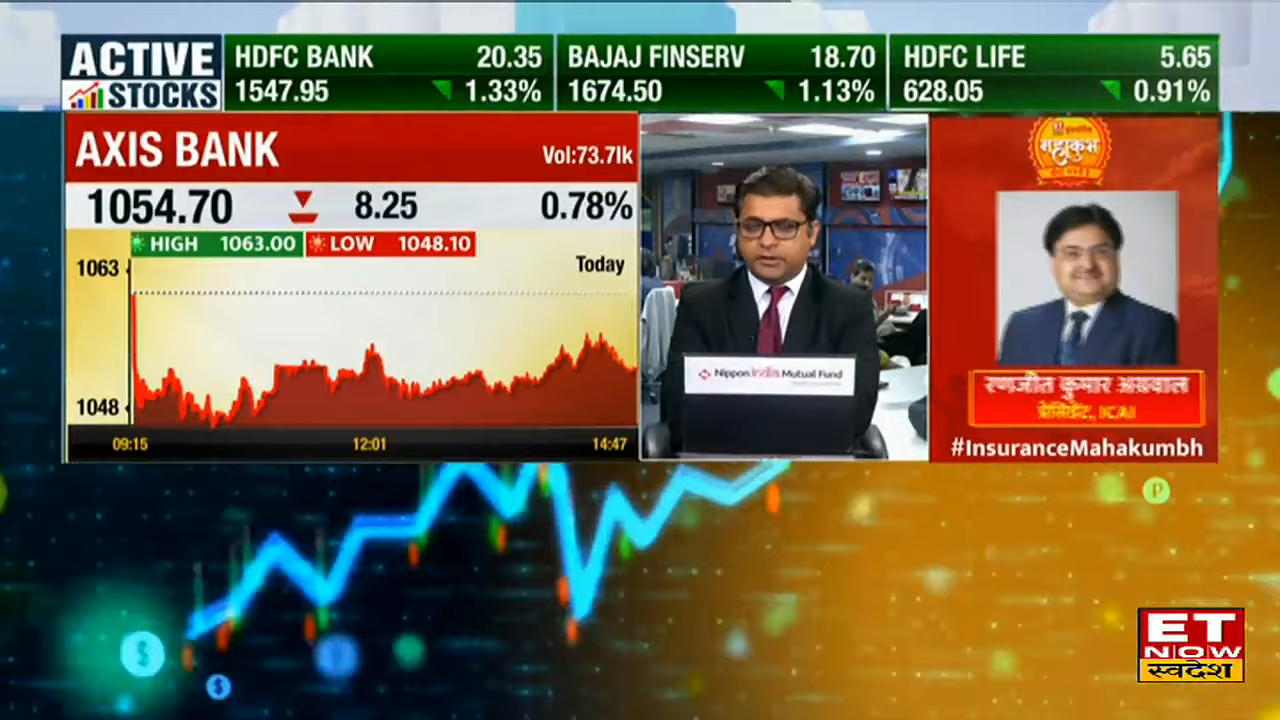 ACTIVE
STOCKS
HDFC BANK 20.35
1547.95 1.33%
BAJAJ FINSERV 18.70
1674.50 1.13%
HDFC LIFE 5.65
628.05 0.91%
AXIS BANK Vol:73.7lk
1054.70 8.25 0.78%
HIGH 1063.00 LOW 1048.10
Today
1063
1048
09:15 12:01 14:47
Nippon india Mutual Fund
महाकुंभ
रणजीत कुमार अग्रवाल
प्रेसिडेंट, ICAI
#InsuranceMahakumbh
ET
NOW
स्वदेश